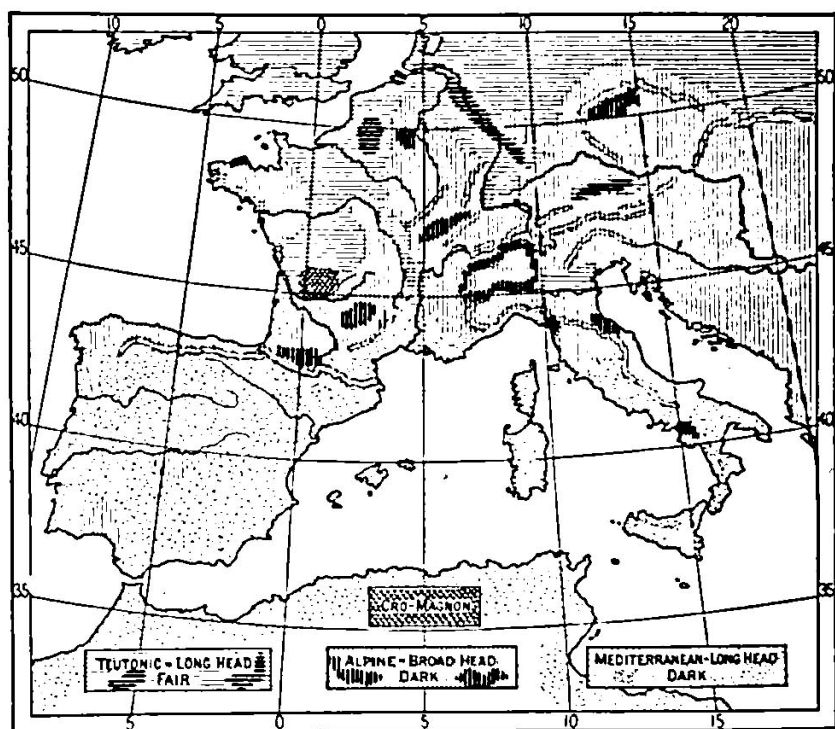 5 0 5 10 15 20
50 50
45 45
40 40
35 35
CRO-MAGNON
TEUTONIC=LONG HEAD
FAIR
ALPINE=BROAD HEAD
DARK
MEDITERRANEAN-LONG HEAD
DARK
5 0 5 10 15